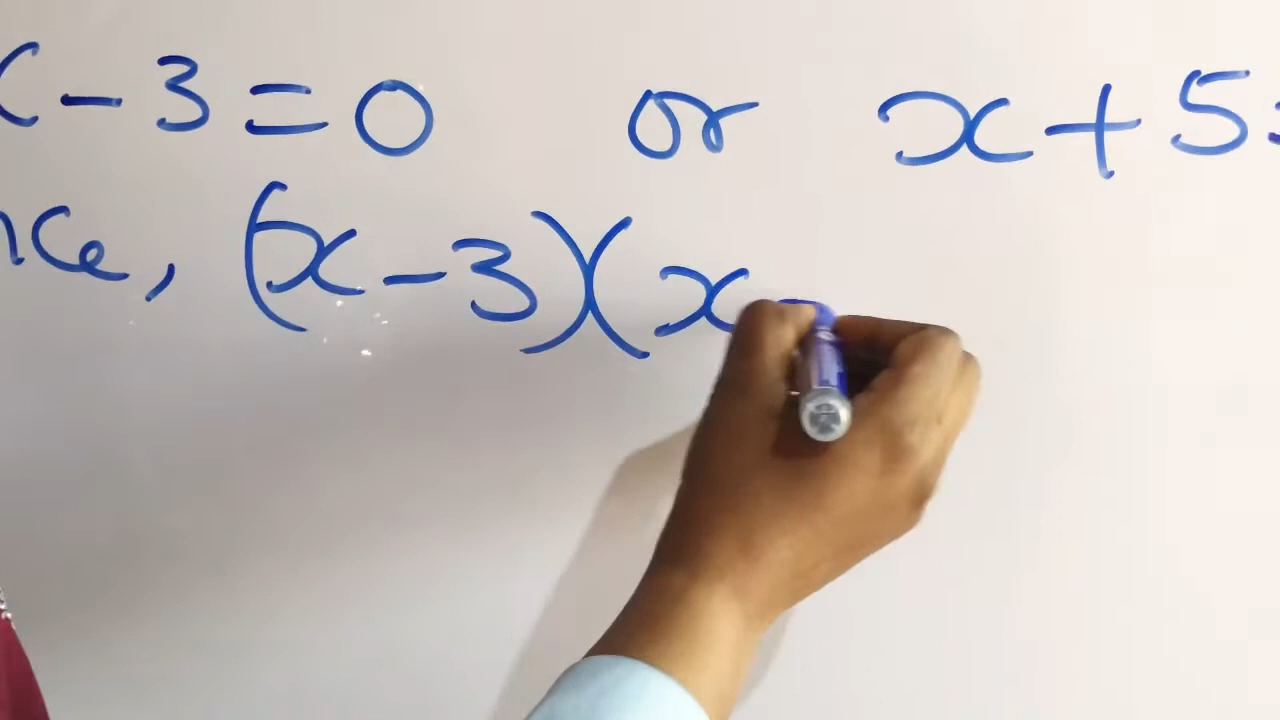 x - 3 = 0 or x + 5 =
nce, (x - 3)(x